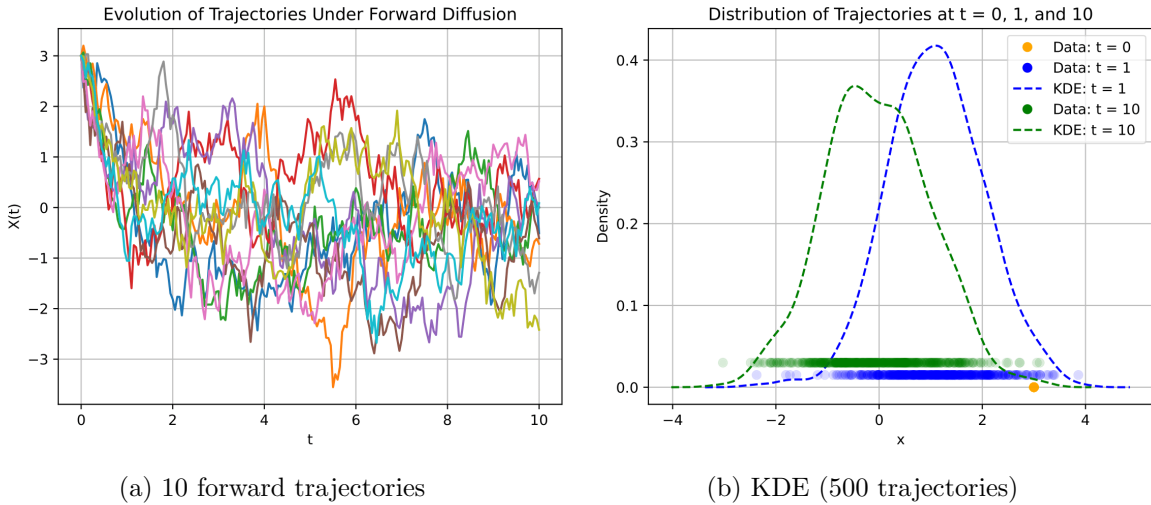 Evolution of Trajectories Under Forward Diffusion
X(t)
3
2
1
0
−1
−2
−3
0 2 4 6 8 10
t
(a) 10 forward trajectories
Distribution of Trajectories at t = 0, 1, and 10
Density
0.4
0.3
0.2
0.1
0.0
−4 −2 0 2 4
x
Data: t = 0
Data: t = 1
KDE: t = 1
Data: t = 10
KDE: t = 10
(b) KDE (500 trajectories)